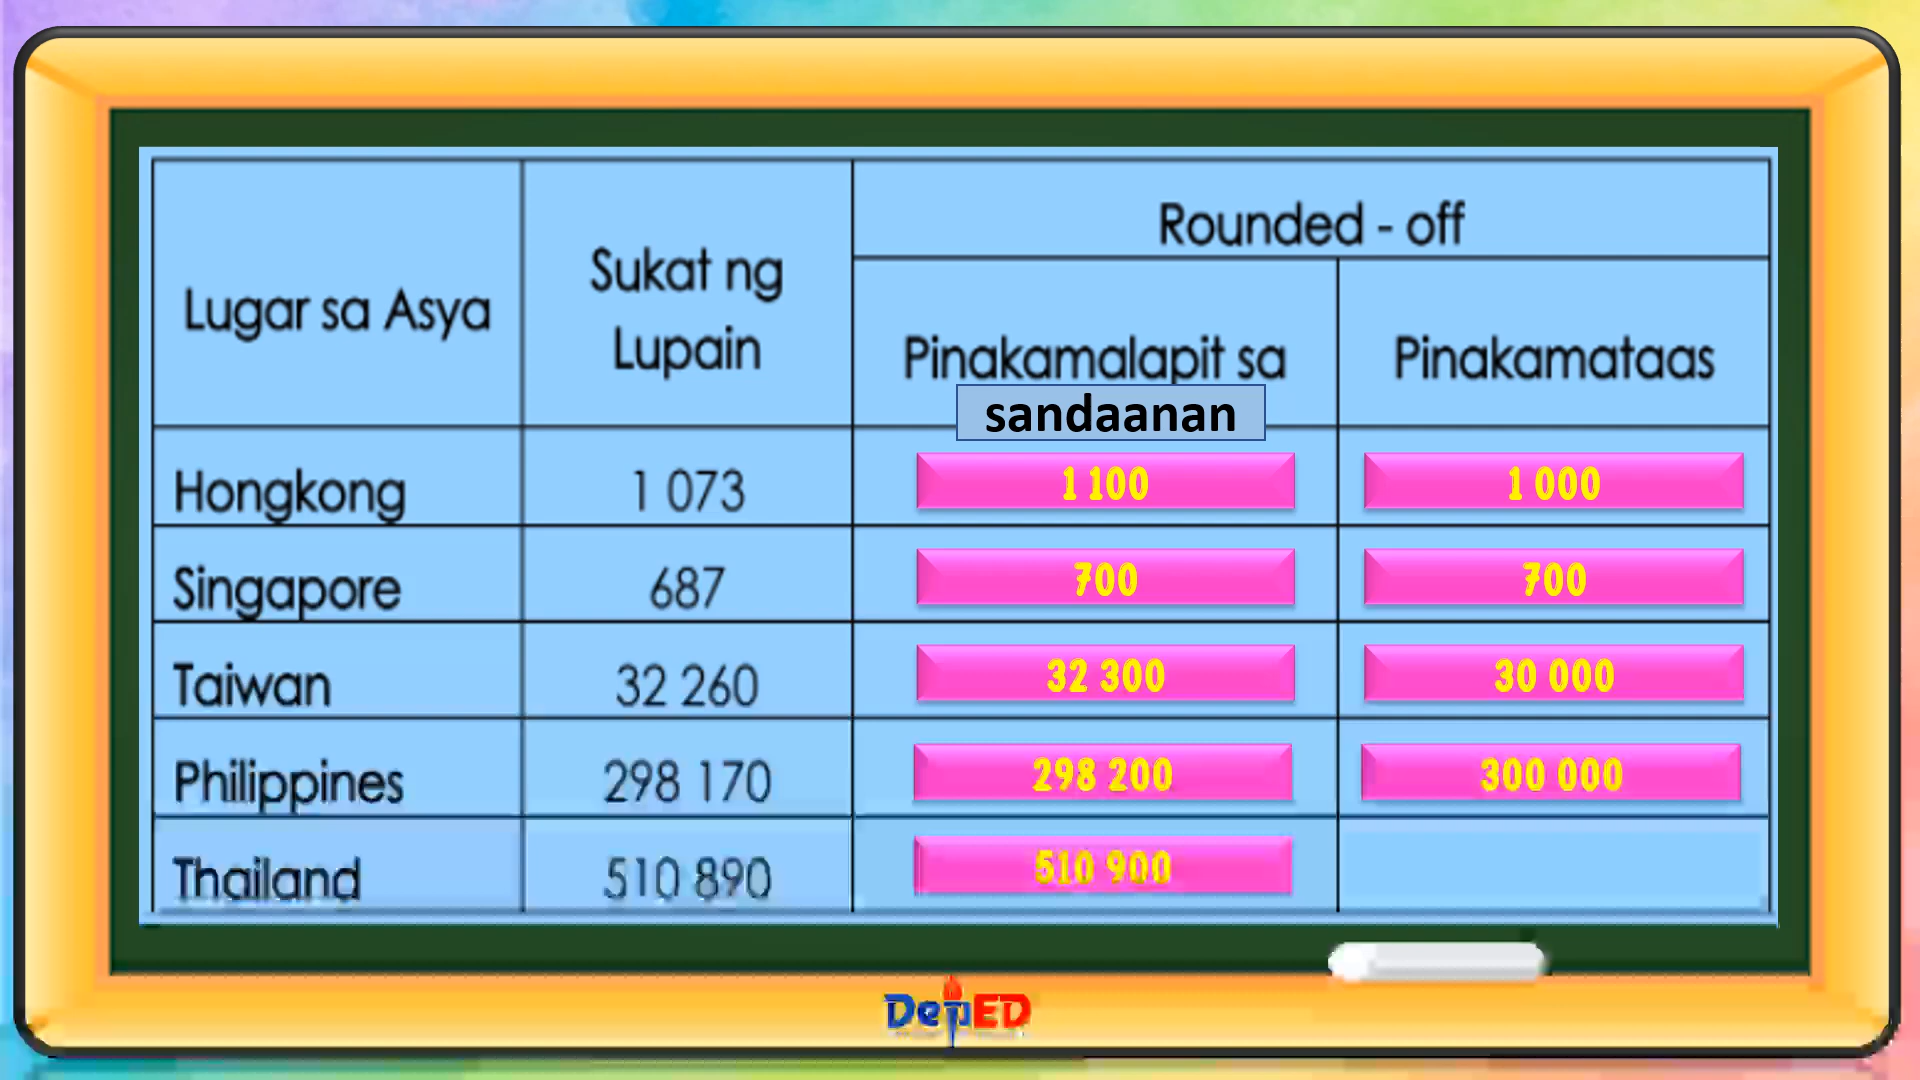 Lugar sa Asya
Sukat ng
Lupain
Rounded - off
Pinakamalapit sa
sandaanan
Pinakamataas
Hongkong 1 073 1 100 1 000
Singapore 687 700 700
Taiwan 32 260 32 300 30 000
Philippines 298 170 298 200 300 000
Thailand 510 890 510 900
DepED